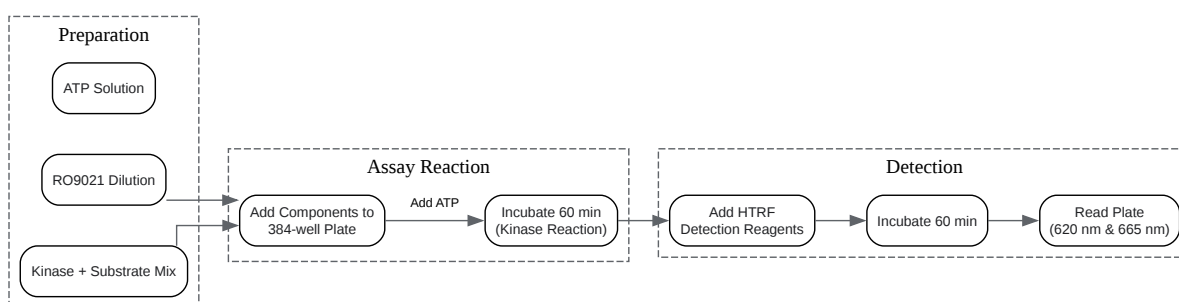 Preparation
ATP Solution
RO9021 Dilution
Kinase + Substrate Mix
Assay Reaction
Add Components to
384-well Plate
Add ATP
Incubate 60 min
(Kinase Reaction)
Detection
Add HTRF
Detection Reagents
Incubate 60 min
Read Plate
(620 nm & 665 nm)